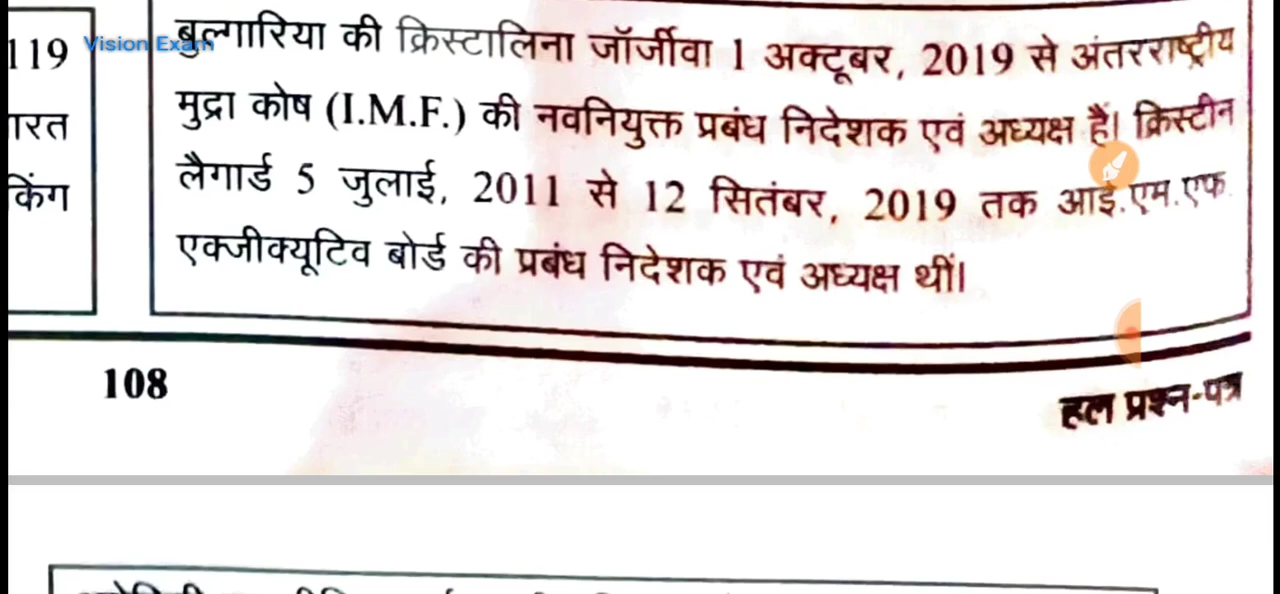 119
Vision Exam
ारत
किंग
बुल्गारिया की क्रिस्टालिना जॉर्जीवा 1 अक्टूबर, 2019 से अंतरराष्ट्रीय
मुद्रा कोष (I.M.F.) की नवनियुक्त प्रबंध निदेशक एवं अध्यक्ष हैं। क्रिस्टीन
लैगार्ड 5 जुलाई, 2011 से 12 सितंबर, 2019 तक आई.एम.एफ.
एक्जीक्यूटिव बोर्ड की प्रबंध निदेशक एवं अध्यक्ष थीं।
108
हल प्रश्न-पत्र